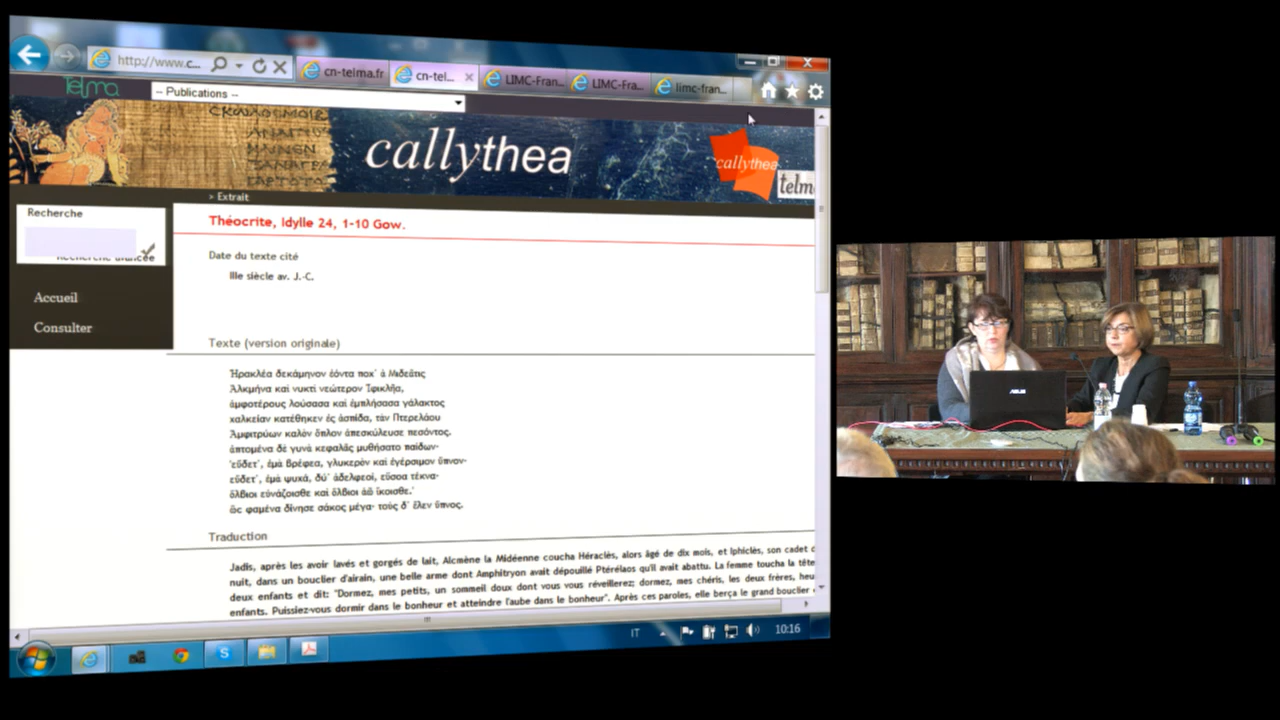 http://www.c...
cn-telma.fr
cn-tel...
LIMC-Fran...
LIMC-Fra...
limc-fran...
Telma
-- Publications --
callythea
callythea
telm
> Extrait
Recherche
Recherche avancée
Accueil
Consulter
Théocrite, Idylle 24, 1-10 Gow.
Date du texte cité
IIIe siècle av. J.-C.
Texte (version originale)
Ἡρακλέα δεκάμηνον ἐόντα ποχ' ἁ Μιδεᾶτις
Ἀλκμήνα καὶ νυκτὶ νεώτερον Ἰφικλῆα,
ἀμφοτέρους λούσασα καὶ ἐμπλήσασα γάλακτος
χαλκείαν κατέθηκεν ἐς ἀσπίδα, τὰν Πτερελάου
Ἀμφιτρύων καλὸν ὅπλον ἀπεσκύλευσε πεσόντος.
ἁπτομένα δὲ γυνὰ κεφαλᾶς μυθήσατο παίδων·
'εὕδετ', ἐμὰ βρέφεα, γλυκερὸν καὶ ἐγέρσιμον ὕπνον·
εὕδετ', ἐμὰ ψυχά, δύ' ἀδελφεοί, εὔσοα τέκνα·
ὄλβιοι εὐνάζοισθε καὶ ὄλβιοι ἀῶ ἵκοισθε.'
ὣς φαμένα δίνησε σάκος μέγα· τοὺς δ' ἕλεν ὕπνος.
Traduction
Jadis, après les avoir lavés et gorgés de lait, Alcmène la Midéenne coucha Héraclès, alors âgé de dix mois, et Iphiclès, son cadet d
nuit, dans un bouclier d'airain, une belle arme dont Amphitryon avait dépouillé Ptérélaos qu'il avait abattu. La femme toucha la tête
deux enfants et dit: "Dormez, mes petits, un sommeil doux dont vous vous réveillerez; dormez, mes chéris, les deux frères, heu
enfants. Puissiez-vous dormir dans le bonheur et atteindre l'aube dans le bonheur". Après ces paroles, elle berça le grand bouclier
IT
10:16
ASUS